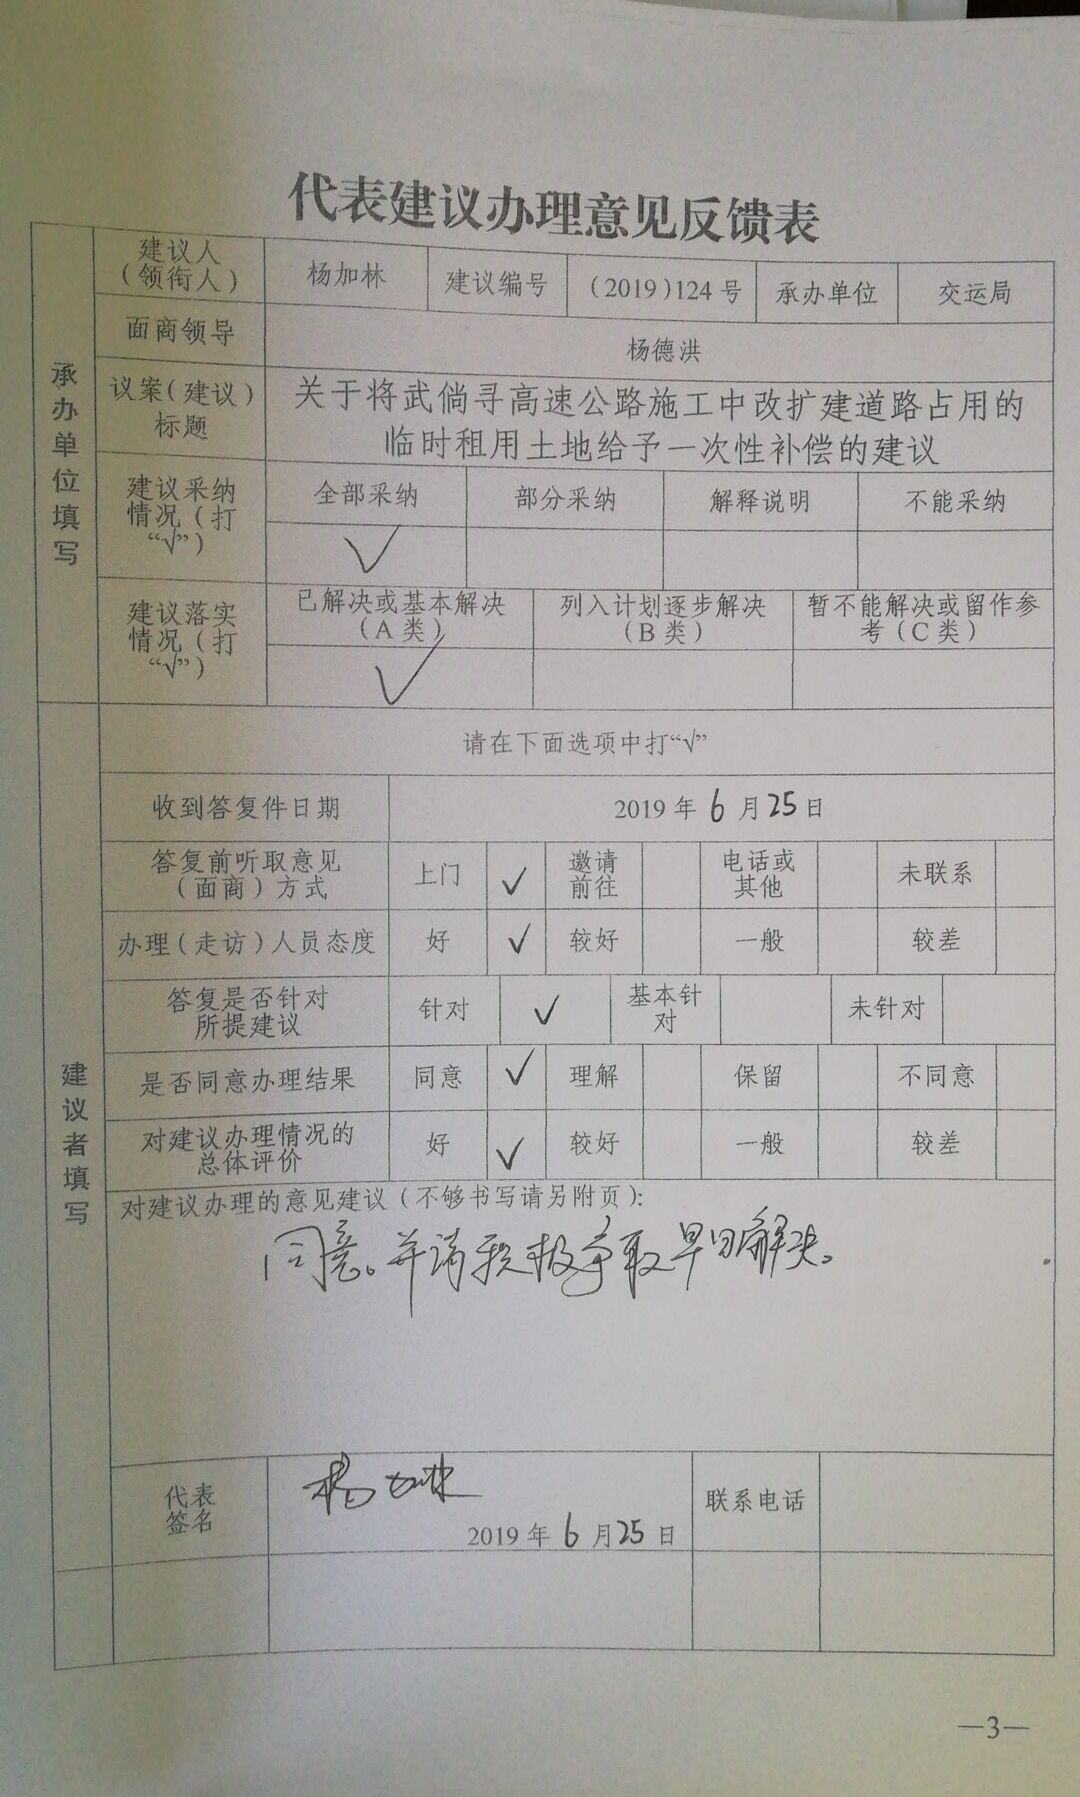 代表建议办理意见反馈表
承办单位填写
建议人
（领衔人）
杨加林
建议编号
（2019）124号
承办单位
交运局
面商领导
杨德洪
议案（建议）
标题
关于将武倘寻高速公路施工中改扩建道路占用的
临时租用土地给予一次性补偿的建议
建议采纳
情况（打
“√”）
全部采纳
部分采纳
解释说明
不能采纳
√
建议落实
情况（打
“√”）
已解决或基本解决
（A类）
列入计划逐步解决
（B类）
暂不能解决或留作参
考（C类）
√
建议者填写
请在下面选项中打“√”
收到答复件日期
2019年6月25日
答复前听取意见
（面商）方式
上门
√
邀请
前往
电话或
其他
未联系
办理（走访）人员态度
好
√
较好
一般
较差
答复是否针对
所提建议
针对
√
基本针
对
未针对
是否同意办理结果
同意
√
理解
保留
不同意
对建议办理情况的
总体评价
好
√
较好
一般
较差
对建议办理的意见建议（不够书写请另附页）：
同意。并请积极争取早日解决。
代表
签名
杨加林
2019年6月25日
联系电话
—3—